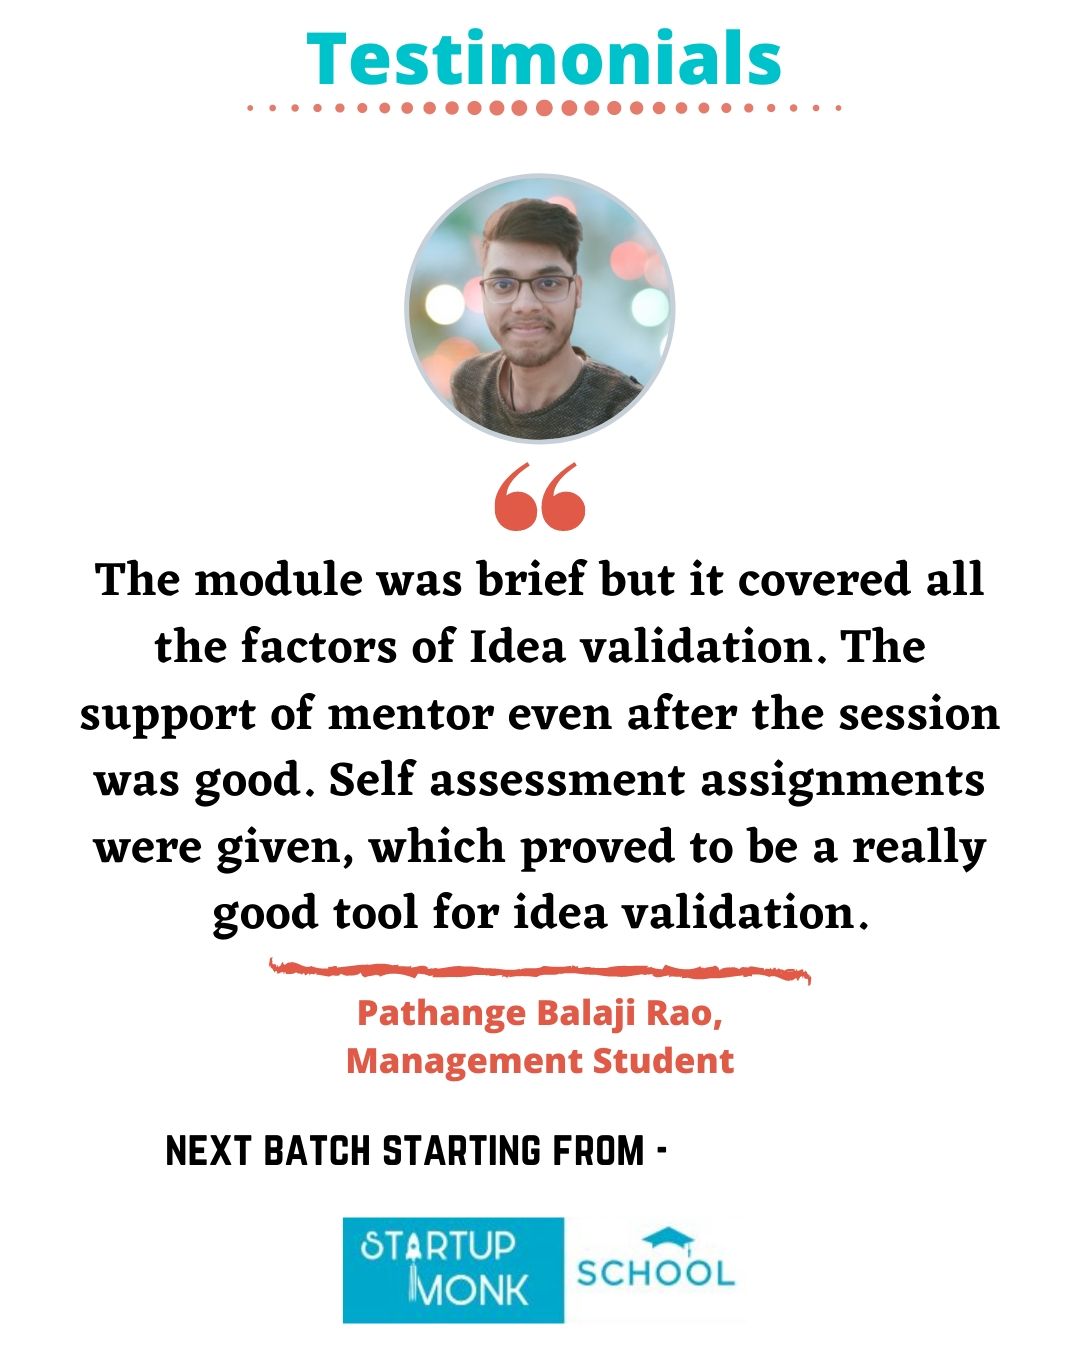 Testimonials
The module was brief but it covered all
the factors of Idea validation. The
support of mentor even after the session
was good. Self assessment assignments
were given, which proved to be a really
good tool for idea validation.
Pathange Balaji Rao,
Management Student
NEXT BATCH STARTING FROM -
STARTUP
MONK
SCHOOL